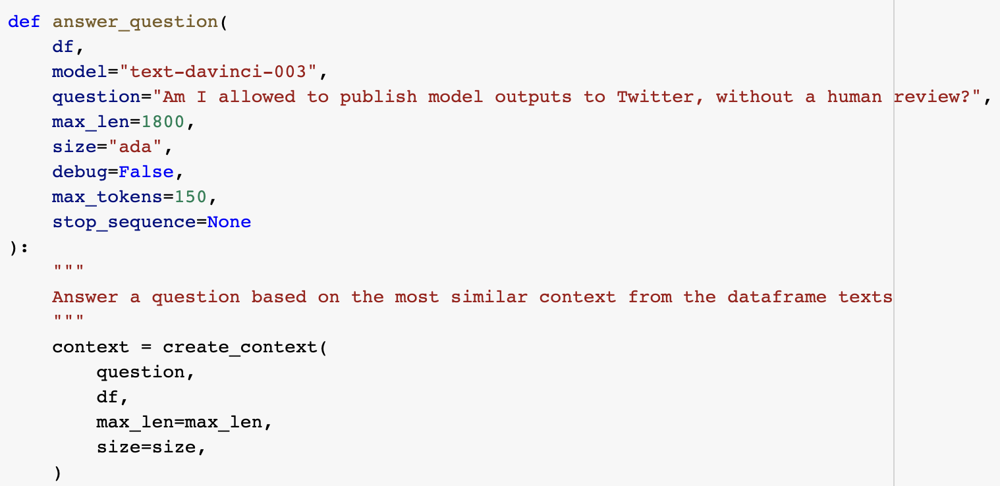 def answer_question(
    df,
    model="text-davinci-003",
    question="Am I allowed to publish model outputs to Twitter, without a human review?",
    max_len=1800,
    size="ada",
    debug=False,
    max_tokens=150,
    stop_sequence=None
):
    """
    Answer a question based on the most similar context from the dataframe texts
    """
    context = create_context(
        question,
        df,
        max_len=max_len,
        size=size,
    )